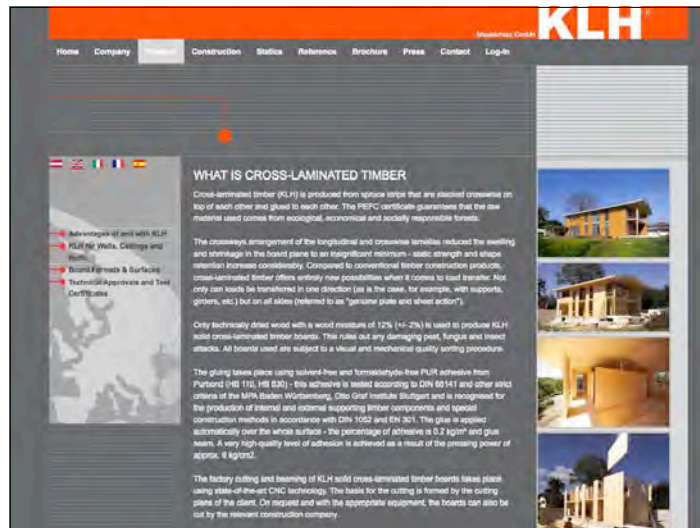 KLH®
Massivholz GmbH
Home Company Product Construction Statics Reference Brochure Press Contact Log-In
WHAT IS CROSS-LAMINATED TIMBER
Cross-laminated timber (KLH) is produced from spruce strips that are stacked crosswise on
top of each other and glued to each other. The PEFC certificate guarantees that the raw
material used comes from ecological, economical and socially responsible forests.
Advantages of and with KLH
KLH for Walls, Ceilings and
Roofs
Board Formats & Surfaces
Technical Approvals and Test
Certificates
The crossways arrangement of the longitudinal and crosswise lamellas reduced the swelling
and shrinkage in the board plane to an insignificant minimum - static strength and shape
retention increase considerably. Compared to conventional timber construction products,
cross-laminated timber offers entirely new possibilities when it comes to load transfer. Not
only can loads be transferred in one direction (as is the case, for example, with supports,
girders, etc.) but on all sides (referred to as "genuine plate and sheet action").
Only technically dried wood with a wood moisture of 12% (+/- 2%) is used to produce KLH
solid cross-laminated timber boards. This rules out any damaging pest, fungus and insect
attacks. All boards used are subject to a visual and mechanical quality sorting procedure.
The gluing takes place using solvent-free and formaldehyde-free PUR adhesive from
Purbond (HB 110, HB 530) - this adhesive is tested according to DIN 68141 and other strict
criteria of the MPA Baden Württemberg, Otto Graf Institute Stuttgart and is recognised for
the production of internal and external supporting timber components and special
construction methods in accordance with DIN 1052 and EN 301. The glue is applied
automatically over the whole surface - the percentage of adhesive is 0.2 kg/m² and glue
seam. A very high-quality level of adhesion is achieved as a result of the pressing power of
approx. 6 kg/cm2.
The factory cutting and beaming of KLH solid cross-laminated timber boards takes place
using state-of-the-art CNC technology. The basis for the cutting is formed by the cutting
plans of the client. On request and with the appropriate equipment, the boards can also be
cut by the relevant construction company.